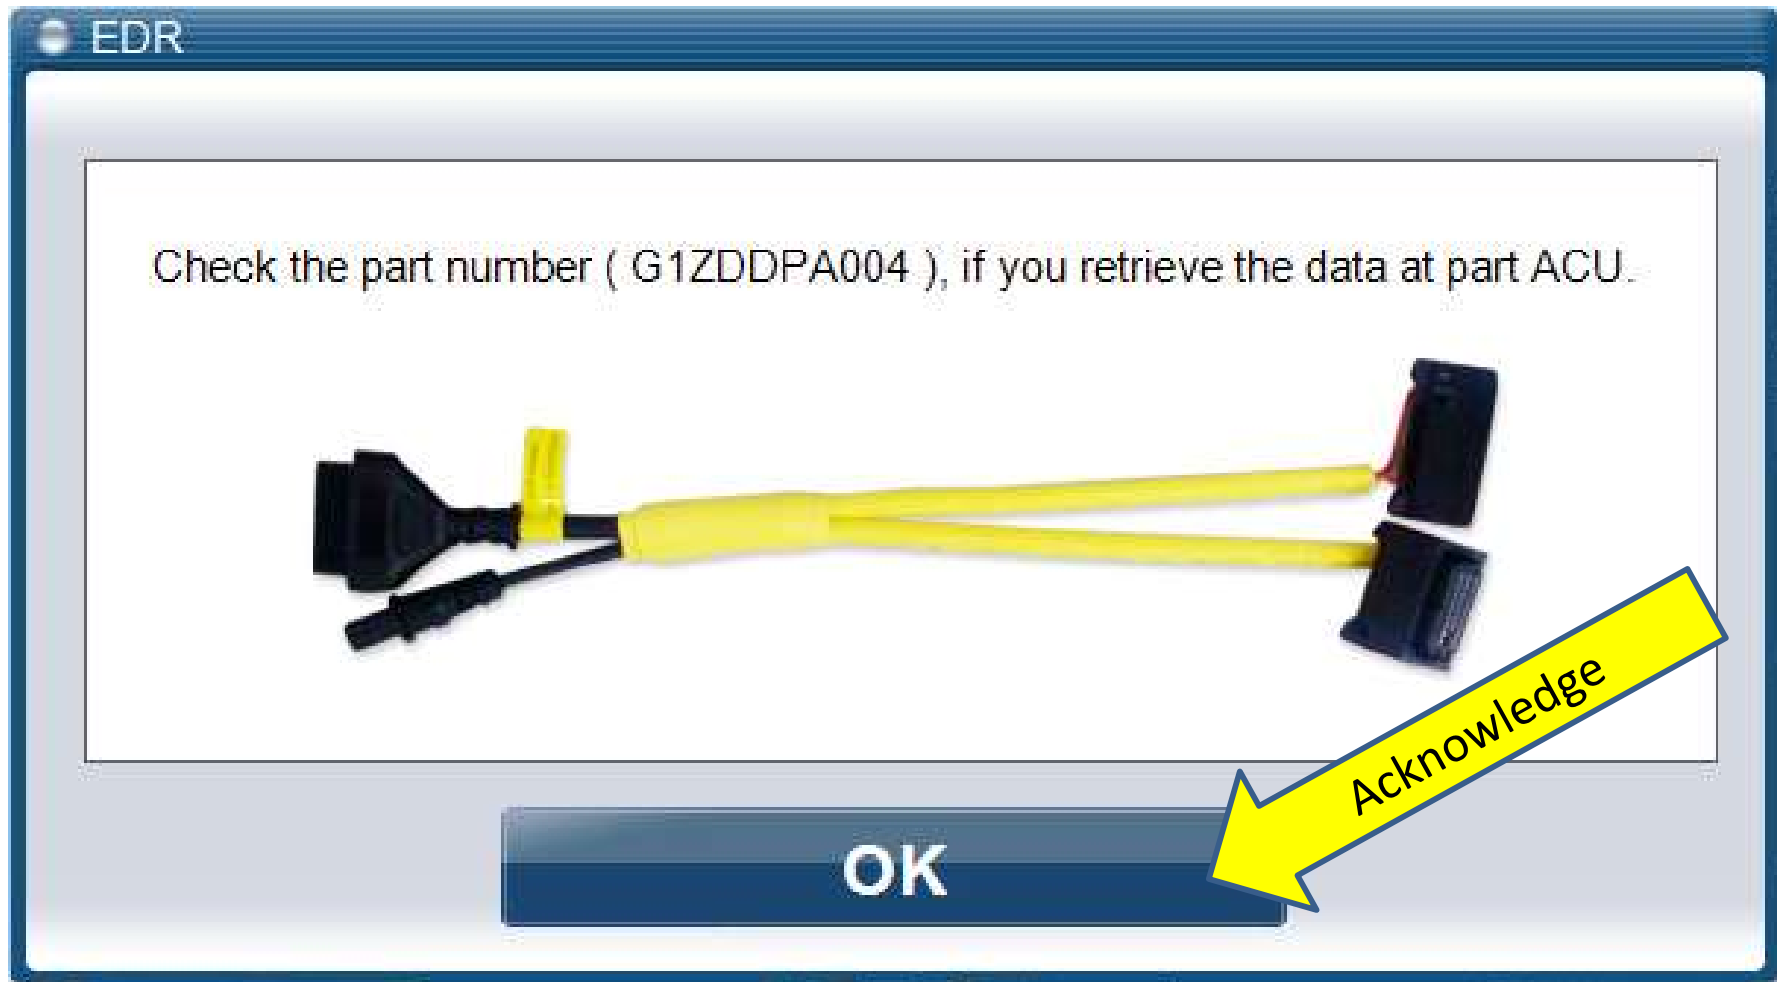 EDR
Check the part number ( G1ZDDPA004 ), if you retrieve the data at part ACU.
Acknowledge
OK